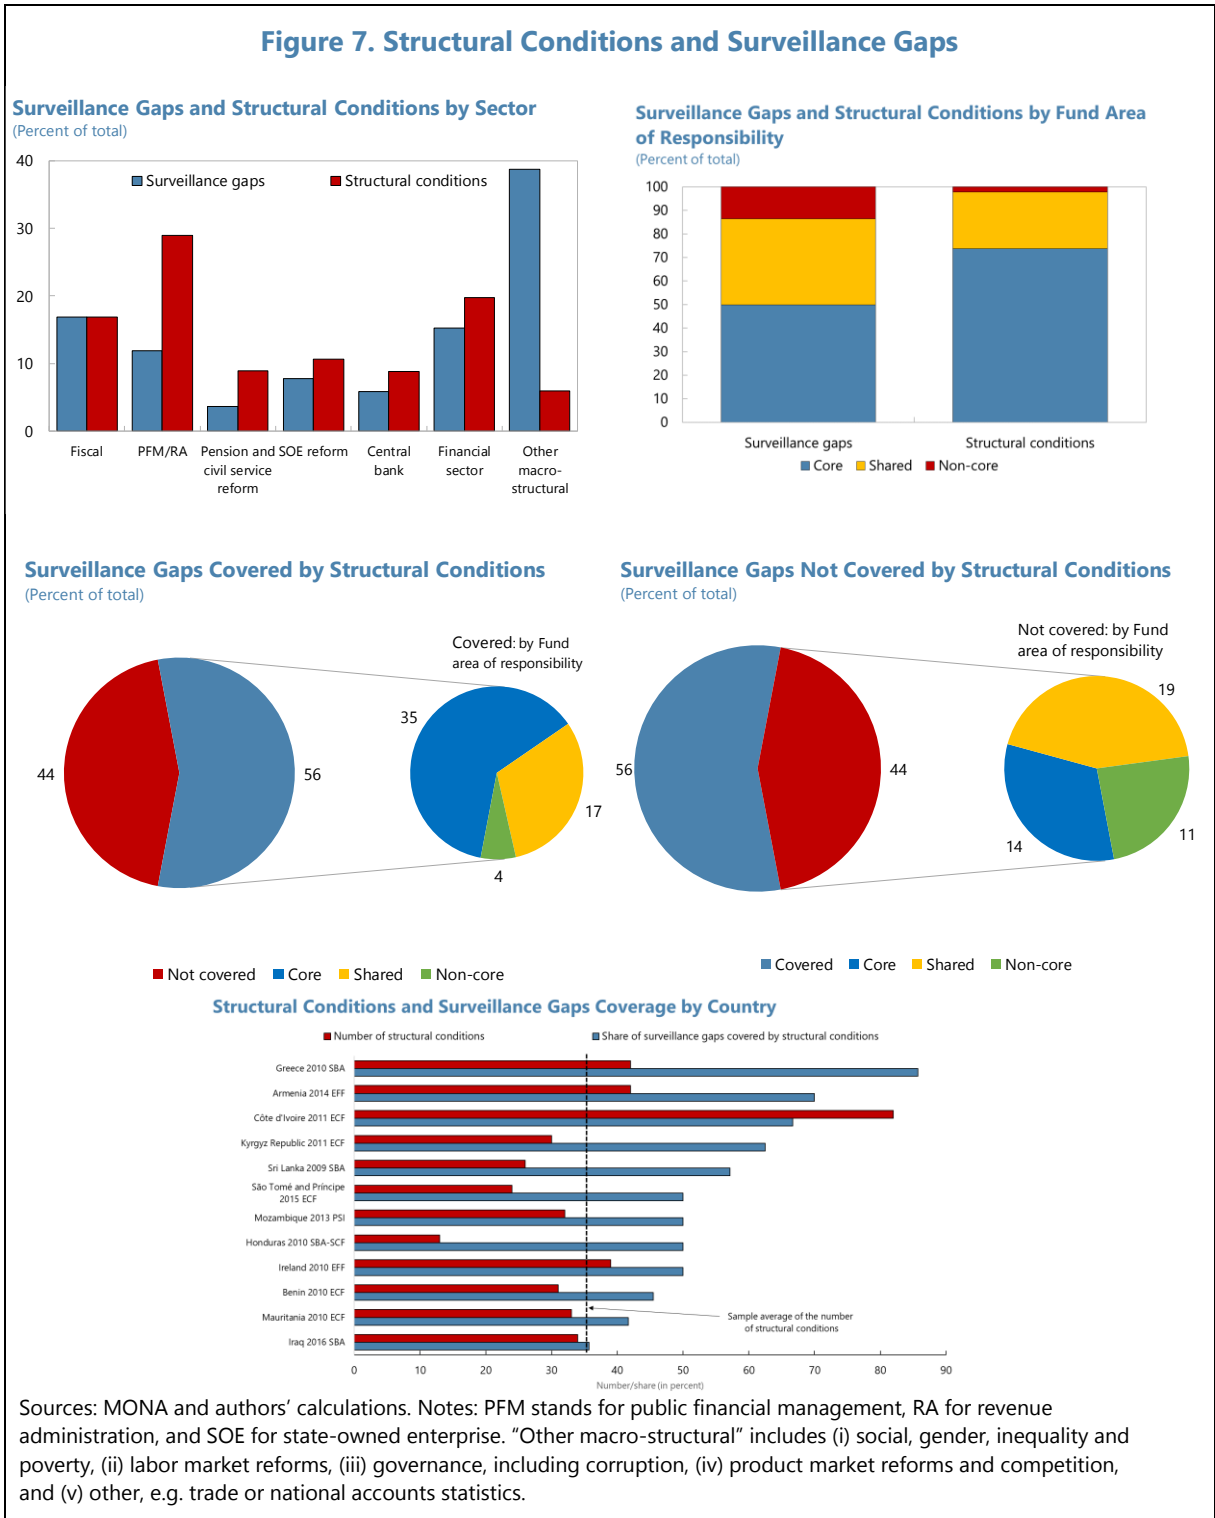 Figure 7. Structural Conditions and Surveillance Gaps
Surveillance Gaps and Structural Conditions by Sector
(Percent of total)
40
30
20
10
0
Surveillance gaps
Structural conditions
Fiscal
PFM/RA
Pension and
civil service
reform
SOE reform
Central
bank
Financial
sector
Other
macro-
structural
Surveillance Gaps and Structural Conditions by Fund Area
of Responsibility
(Percent of total)
100
90
80
70
60
50
40
30
20
10
0
Surveillance gaps
Structural conditions
Core
Shared
Non-core
Surveillance Gaps Covered by Structural Conditions
(Percent of total)
Covered: by Fund
area of responsibility
44
56
35
17
4
Not covered
Core
Shared
Non-core
Surveillance Gaps Not Covered by Structural Conditions
(Percent of total)
Not covered: by Fund
area of responsibility
56
44
19
14
11
Covered
Core
Shared
Non-core
Structural Conditions and Surveillance Gaps Coverage by Country
Number of structural conditions
Share of surveillance gaps covered by structural conditions
Greece 2010 SBA
Armenia 2014 EFF
Côte d'Ivoire 2011 ECF
Kyrgyz Republic 2011 ECF
Sri Lanka 2009 SBA
São Tomé and Príncipe
2015 ECF
Mozambique 2013 PSI
Honduras 2010 SBA-SCF
Ireland 2010 EFF
Benin 2010 ECF
Mauritania 2010 ECF
Iraq 2016 SBA
Sample average of the number
of structural conditions
0
10
20
30
40
50
60
70
80
90
Number/share (in percent)
Sources: MONA and authors’ calculations. Notes: PFM stands for public financial management, RA for revenue
administration, and SOE for state-owned enterprise. “Other macro-structural” includes (i) social, gender, inequality and
poverty, (ii) labor market reforms, (iii) governance, including corruption, (iv) product market reforms and competition,
and (v) other, e.g. trade or national accounts statistics.